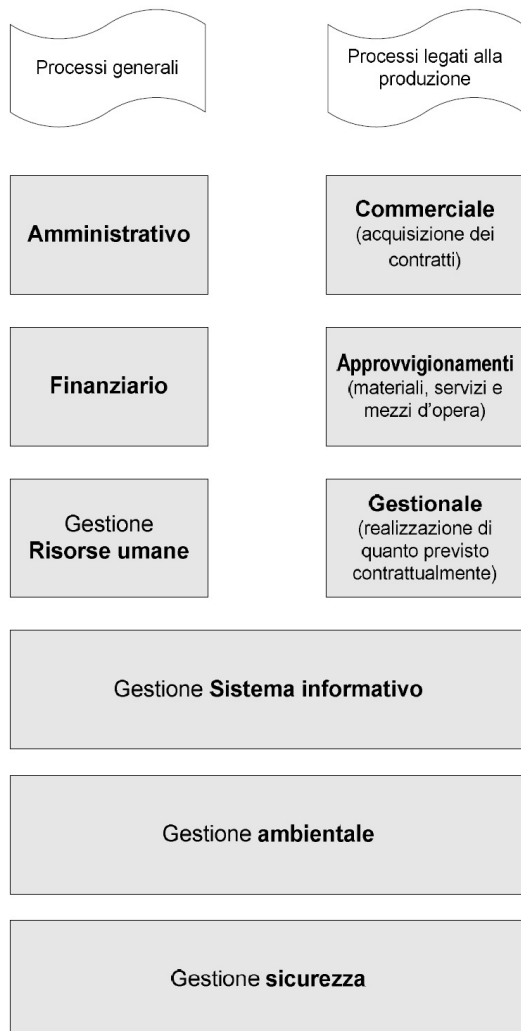 Processi generali
Processi legati alla
produzione
Amministrativo
Commerciale
(acquisizione dei
contratti)
Finanziario
Approvvigionamenti
(materiali, servizi e
mezzi d'opera)
Gestione
Risorse umane
Gestionale
(realizzazione di
quanto previsto
contrattualmente)
Gestione Sistema informativo
Gestione ambientale
Gestione sicurezza